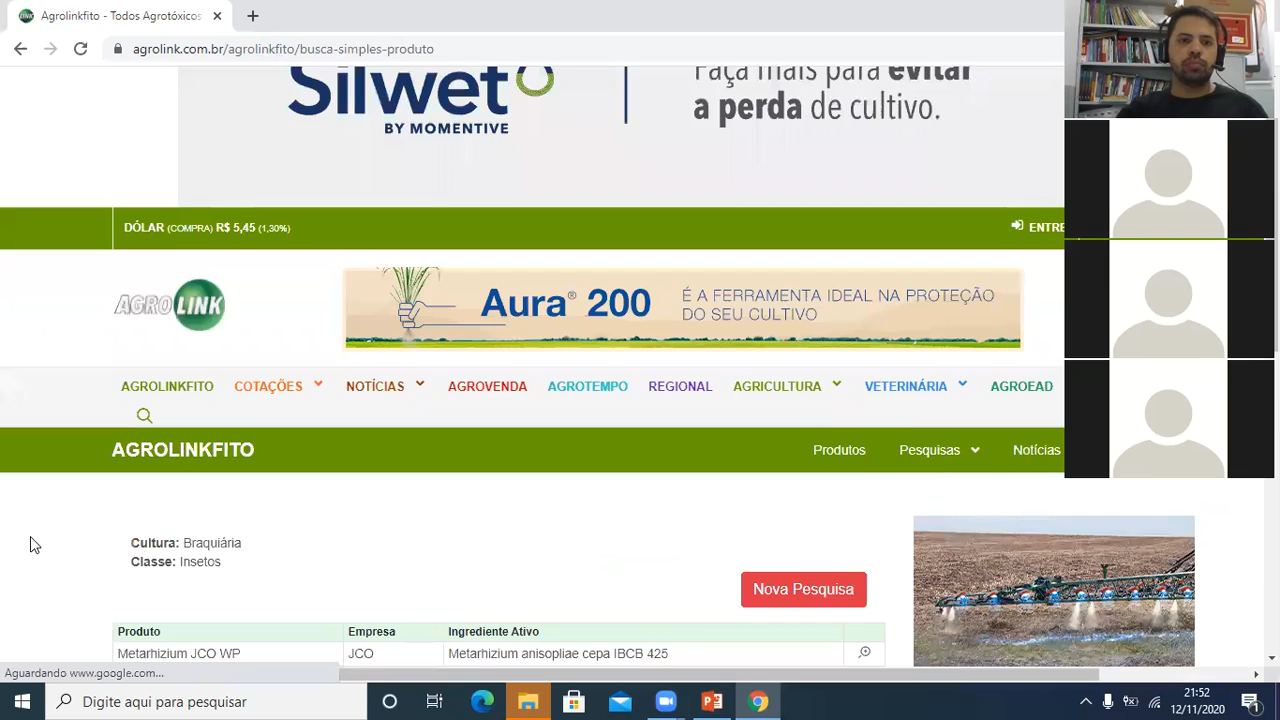 Agrolinkfito - Todos Agrotóxicos
agrolink.com.br/agrolinkfito/busca-simples-produto
Silwet
BY MOMENTIVE
Faça mais para evitar
a perda de cultivo.
DÓLAR (COMPRA) R$ 5,45 (1,30%)
ENTRE
AGROLINK
Aura® 200
É A FERRAMENTA IDEAL NA PROTEÇÃO
DO SEU CULTIVO
AGROLINKFITO COTAÇÕES NOTÍCIAS AGROVENDA AGROTEMPO REGIONAL AGRICULTURA VETERINÁRIA AGROEAD
AGROLINKFITO
Produtos Pesquisas Notícias
Cultura: Braquiária
Classe: Insetos
Nova Pesquisa
Produto Empresa Ingrediente Ativo
Metarhizium JCO WP JCO Metarhizium anisopliae cepa IBCB 425
Aguardando www.google.com...
Digite aqui para pesquisar
21:52
12/11/2020
1